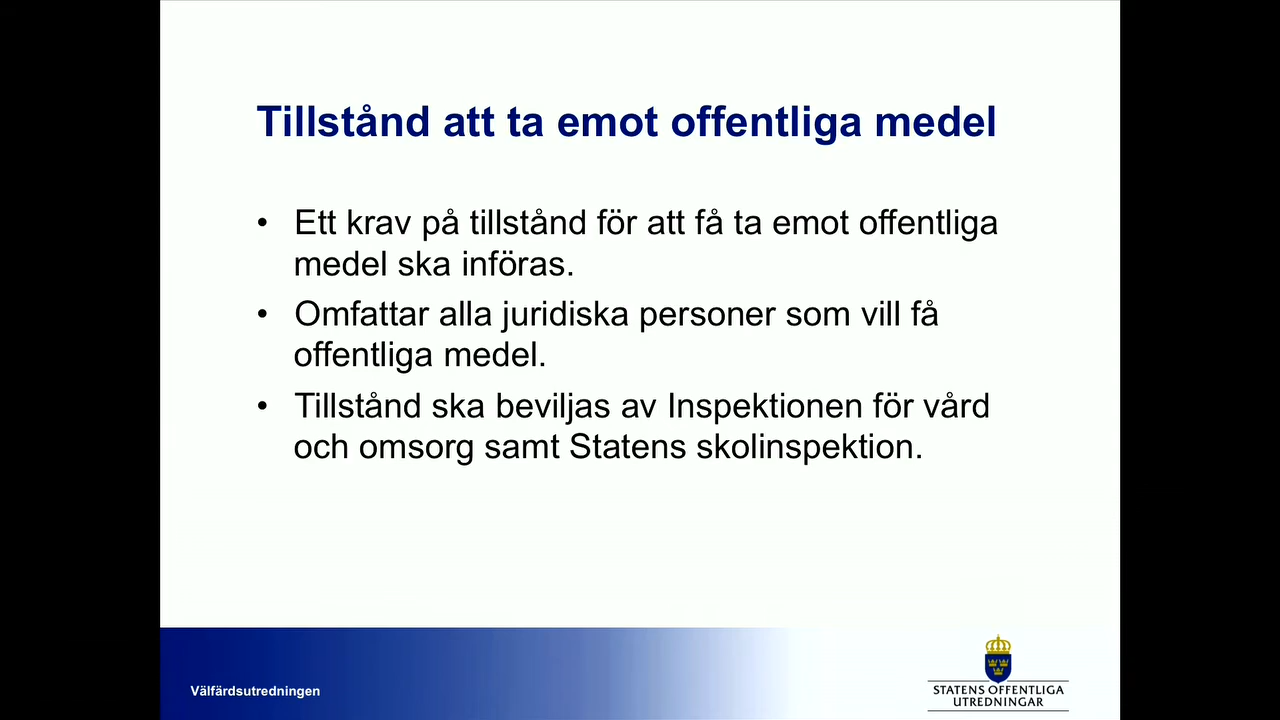 Tillstånd att ta emot offentliga medel
• Ett krav på tillstånd för att få ta emot offentliga
medel ska införas.
• Omfattar alla juridiska personer som vill få
offentliga medel.
• Tillstånd ska beviljas av Inspektionen för vård
och omsorg samt Statens skolinspektion.
Välfärdsutredningen
STATENS OFFENTLIGA
UTREDNINGAR